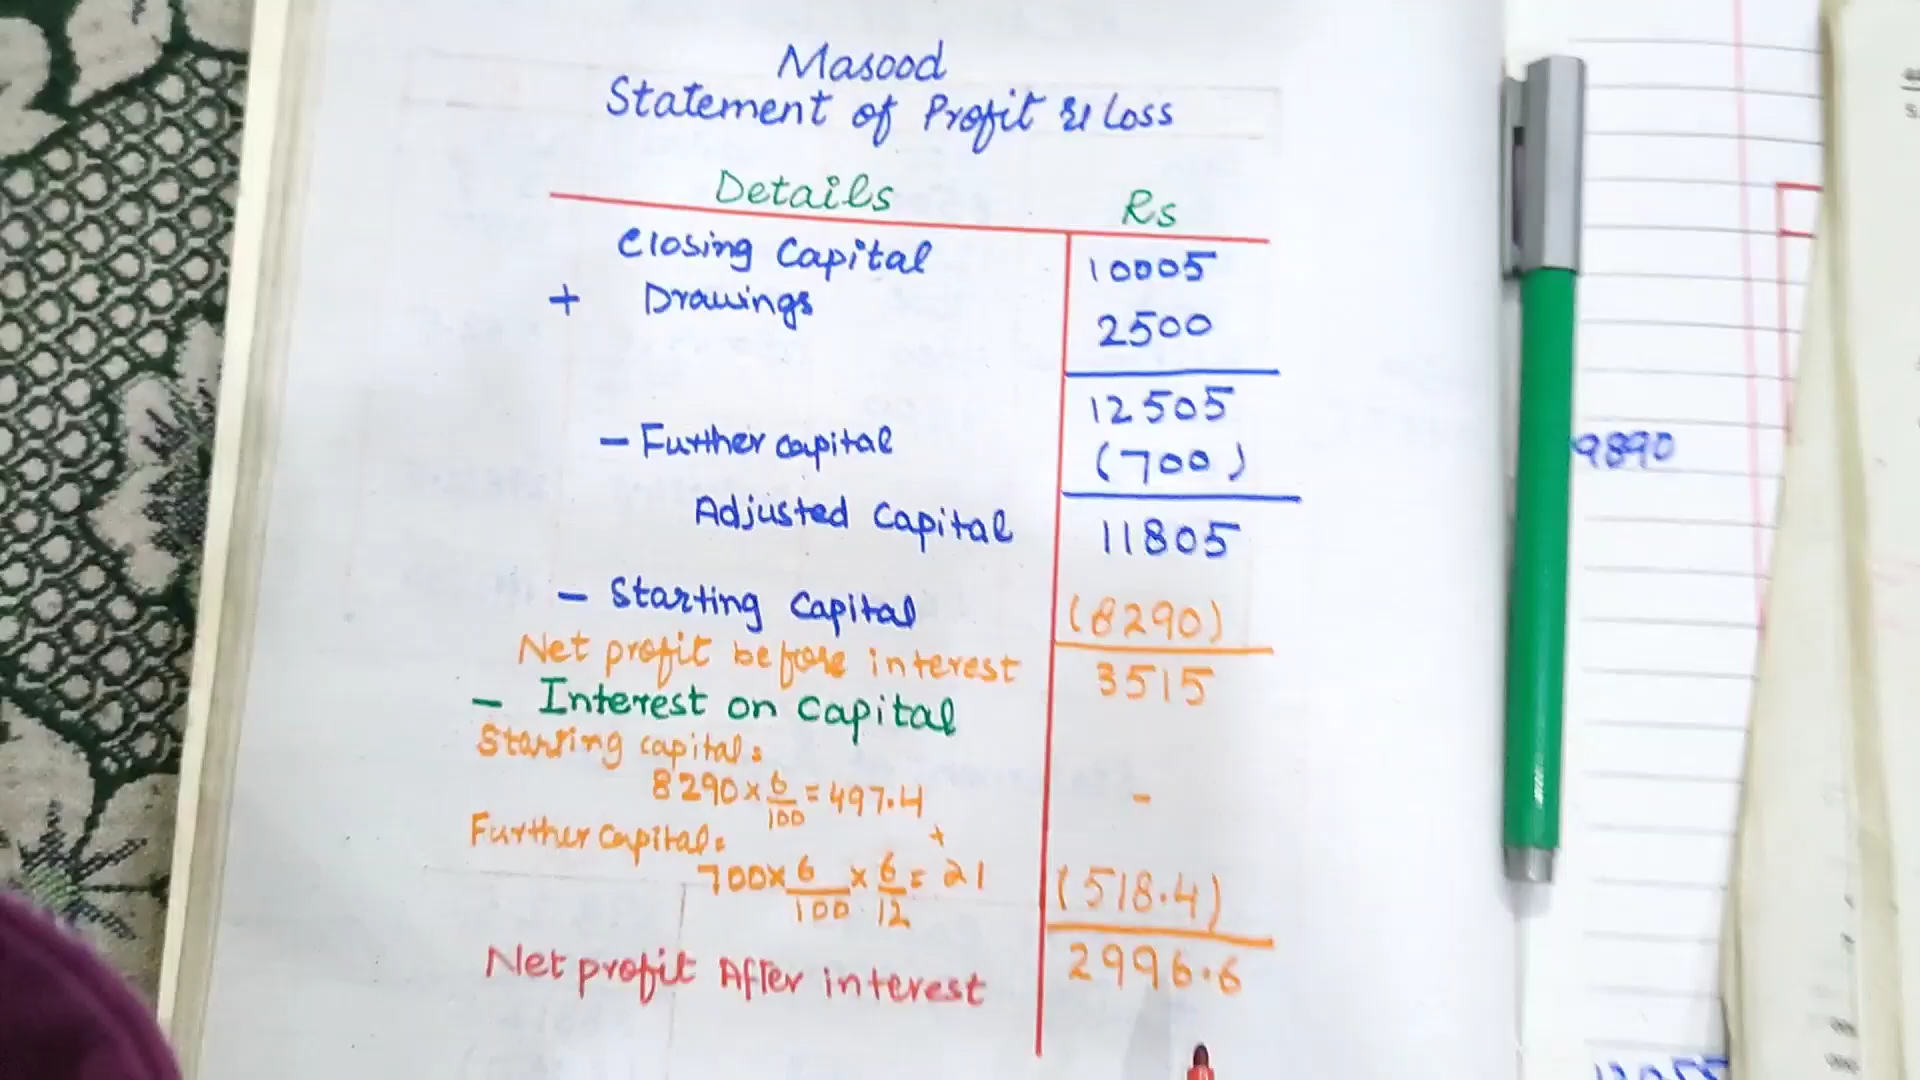 Masood
Statement of Profit & Loss
Details Rs
Closing Capital 10005
+ Drawings 2500
12505
- Further capital (700)
Adjusted Capital 11805
- Starting Capital (8290)
Net profit before interest 3515
- Interest on Capital
Starting capital:
8290 × 6/100 = 497.4 -
Further capital: +
700 × 6/100 × 6/12 = 21 (518.4)
Net profit After interest 2996.6
9890